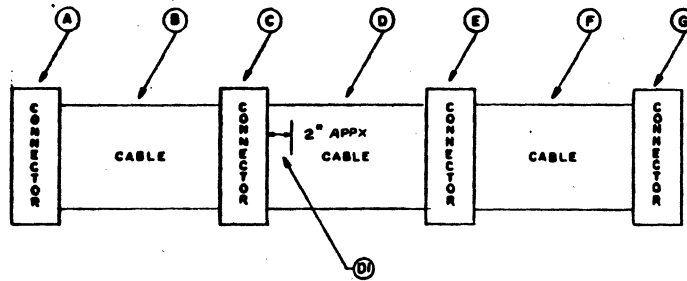 A B C D E F G
CONNECTOR
CABLE
CONNECTOR
2" APPX
CABLE
CONNECTOR
CABLE
CONNECTOR
D1